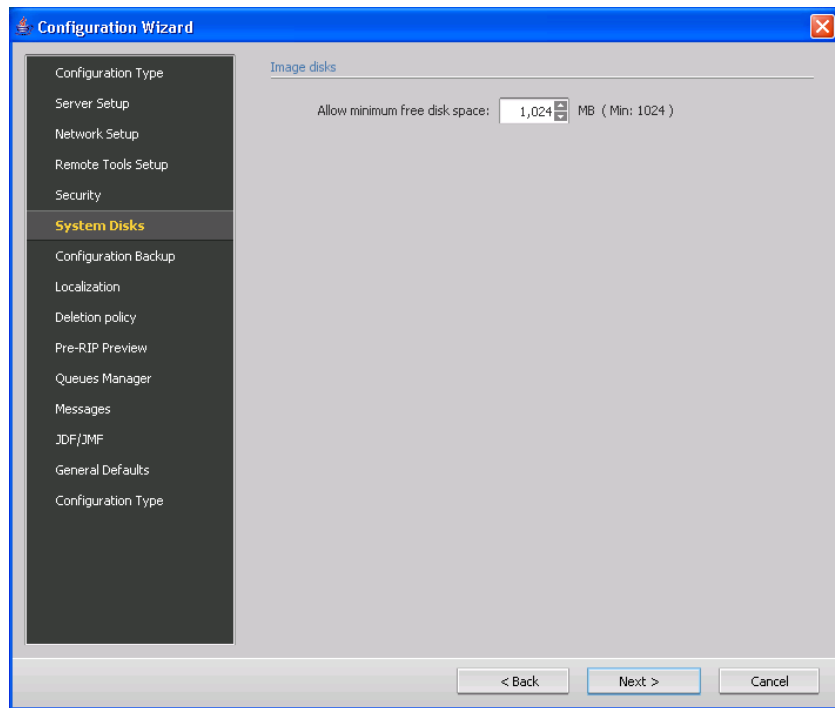 Configuration Wizard
Configuration Type
Server Setup
Network Setup
Remote Tools Setup
Security
System Disks
Configuration Backup
Localization
Deletion policy
Pre-RIP Preview
Queues Manager
Messages
JDF/JMF
General Defaults
Configuration Type
Image disks
Allow minimum free disk space: 1,024 MB ( Min: 1024 )
< Back Next > Cancel